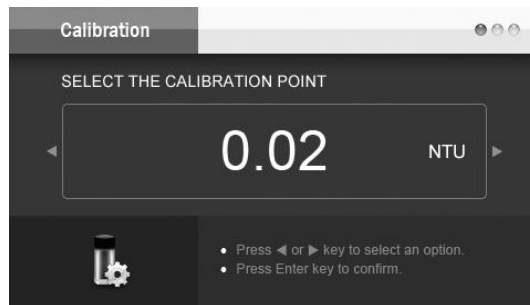 Calibration
SELECT THE CALIBRATION POINT
0.02 NTU
• Press ◀ or ▶ key to select an option.
• Press Enter key to confirm.